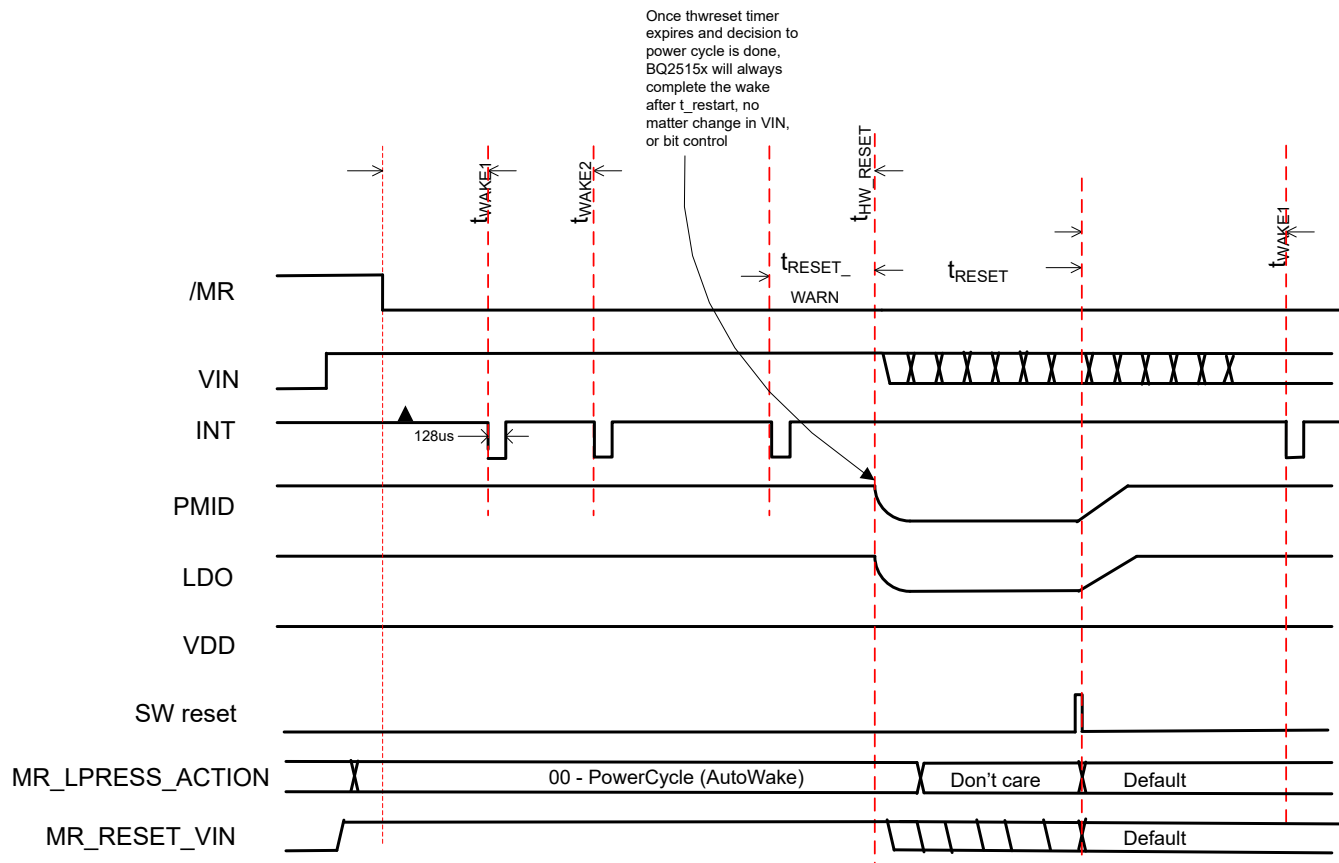 Once thwreset timer
expires and decision to
power cycle is done,
BQ2515x will always
complete the wake
after t_restart, no
matter change in VIN,
or bit control
tWAKE1
tWAKE2
tHW_RESET
tWAKE1
tRESET_
WARN
tRESET
/MR
VIN
INT
128us
PMID
LDO
VDD
SW reset
MR_LPRESS_ACTION
00 - PowerCycle (AutoWake)
Don't care
Default
MR_RESET_VIN
Default